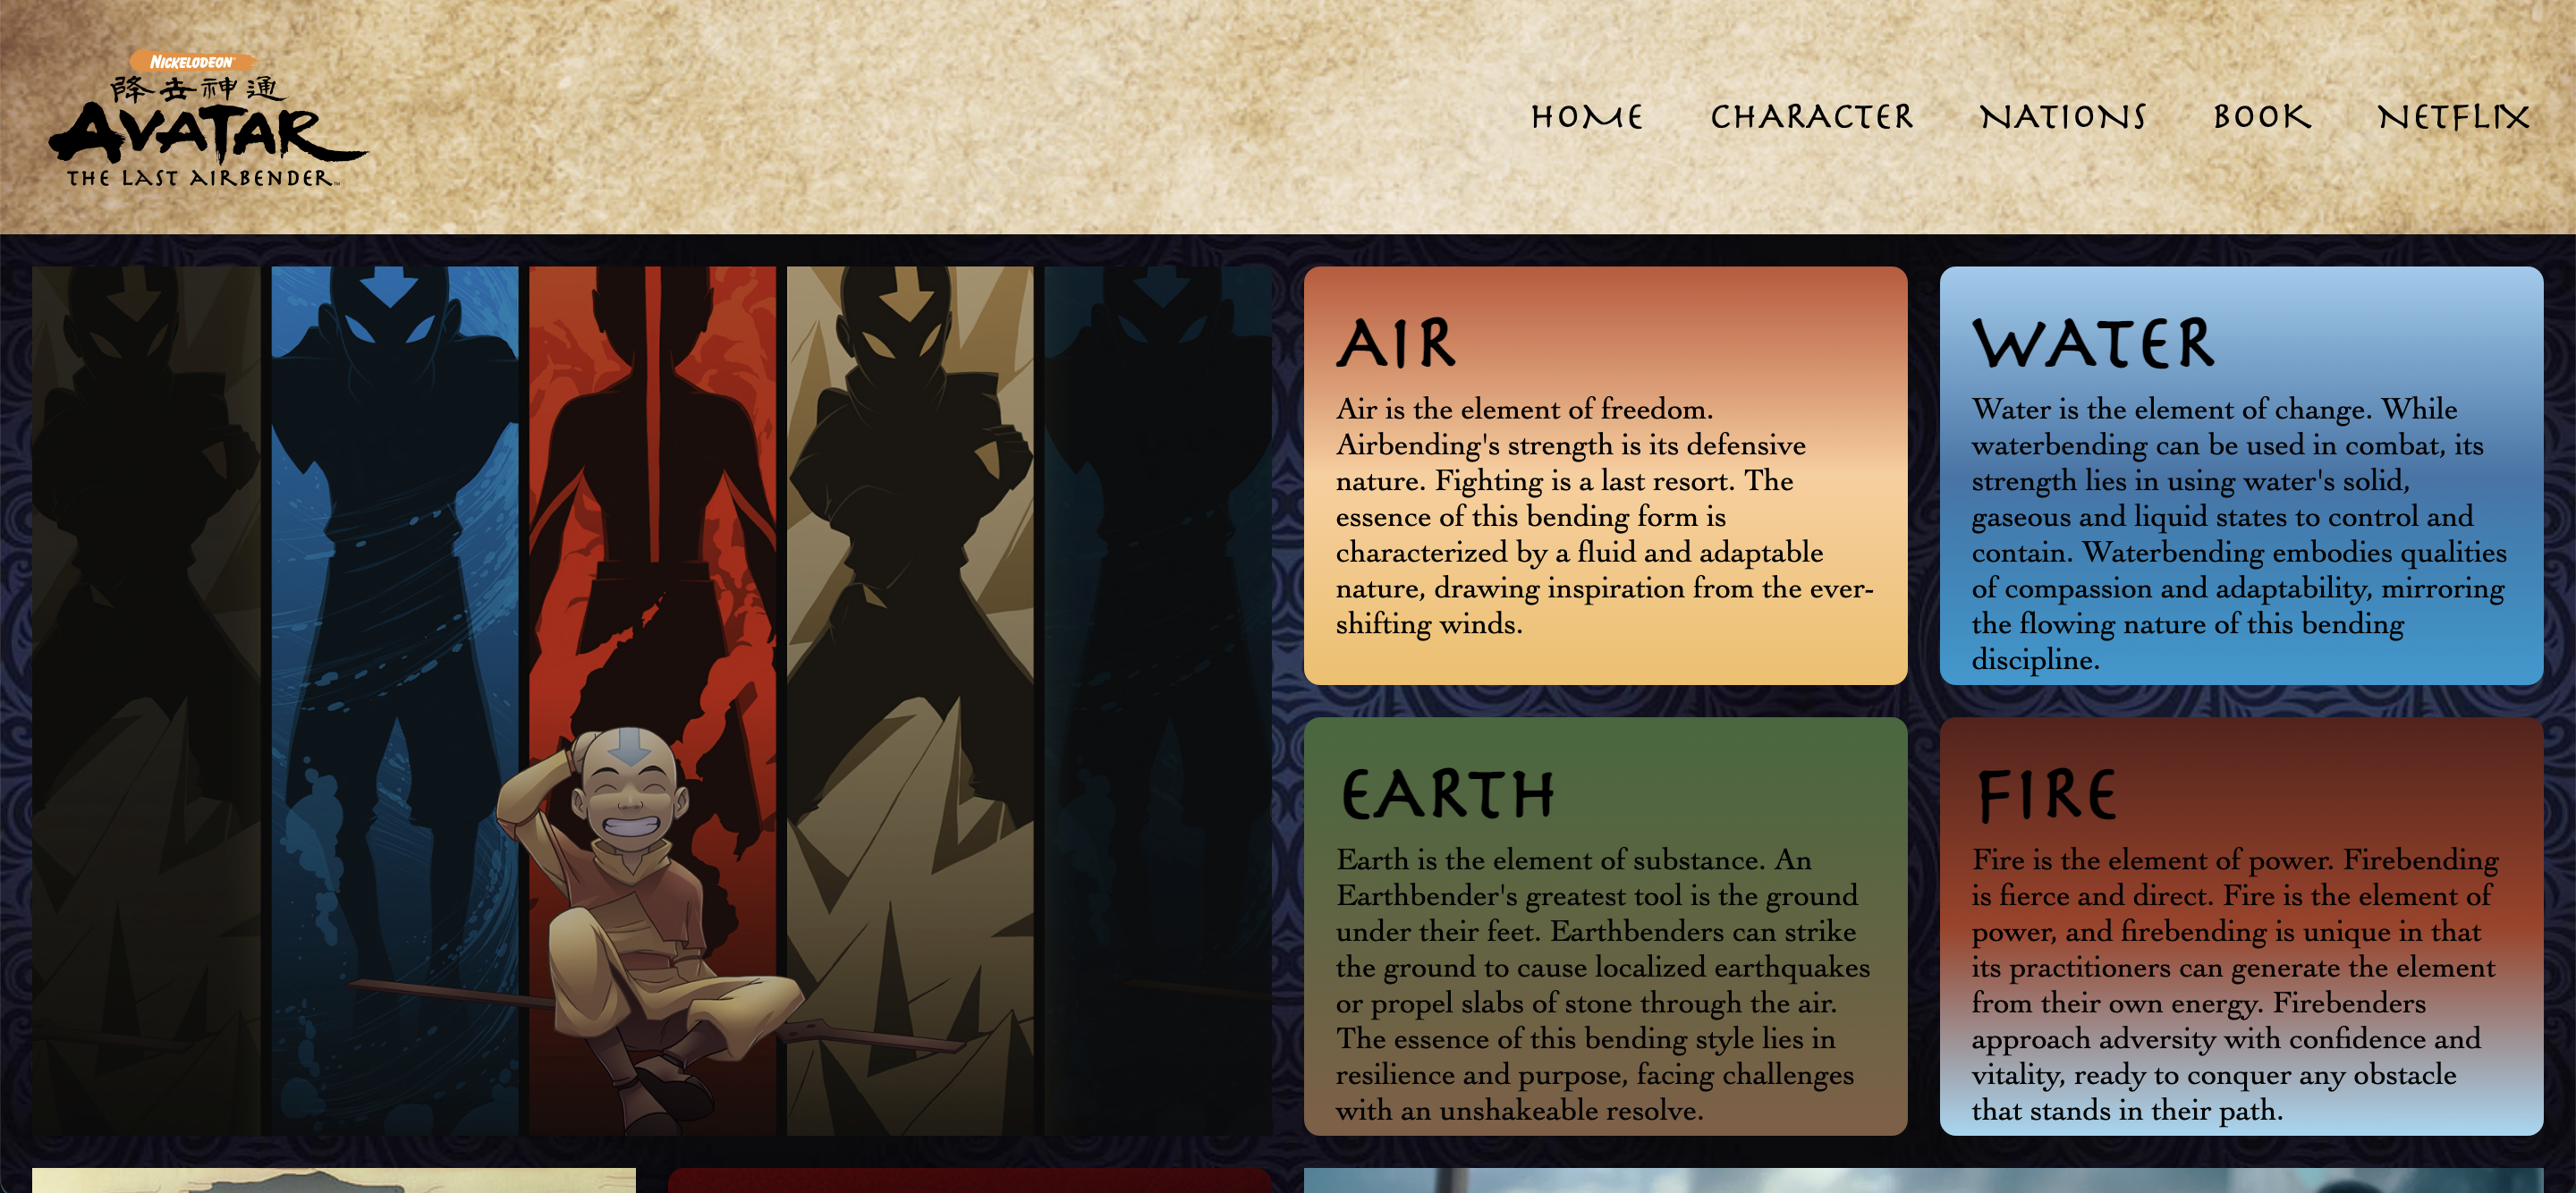 NICKELODEON
降去神通
AVATAR
THE LAST AIRBENDER™
HOME CHARACTER NATIONS BOOK NETFLIX
AIR
Air is the element of freedom.
Airbending's strength is its defensive
nature. Fighting is a last resort. The
essence of this bending form is
characterized by a fluid and adaptable
nature, drawing inspiration from the ever-
shifting winds.
WATER
Water is the element of change. While
waterbending can be used in combat, its
strength lies in using water's solid,
gaseous and liquid states to control and
contain. Waterbending embodies qualities
of compassion and adaptability, mirroring
the flowing nature of this bending
discipline.
EARTH
Earth is the element of substance. An
Earthbender's greatest tool is the ground
under their feet. Earthbenders can strike
the ground to cause localized earthquakes
or propel slabs of stone through the air.
The essence of this bending style lies in
resilience and purpose, facing challenges
with an unshakeable resolve.
FIRE
Fire is the element of power. Firebending
is fierce and direct. Fire is the element of
power, and firebending is unique in that
its practitioners can generate the element
from their own energy. Firebenders
approach adversity with confidence and
vitality, ready to conquer any obstacle
that stands in their path.